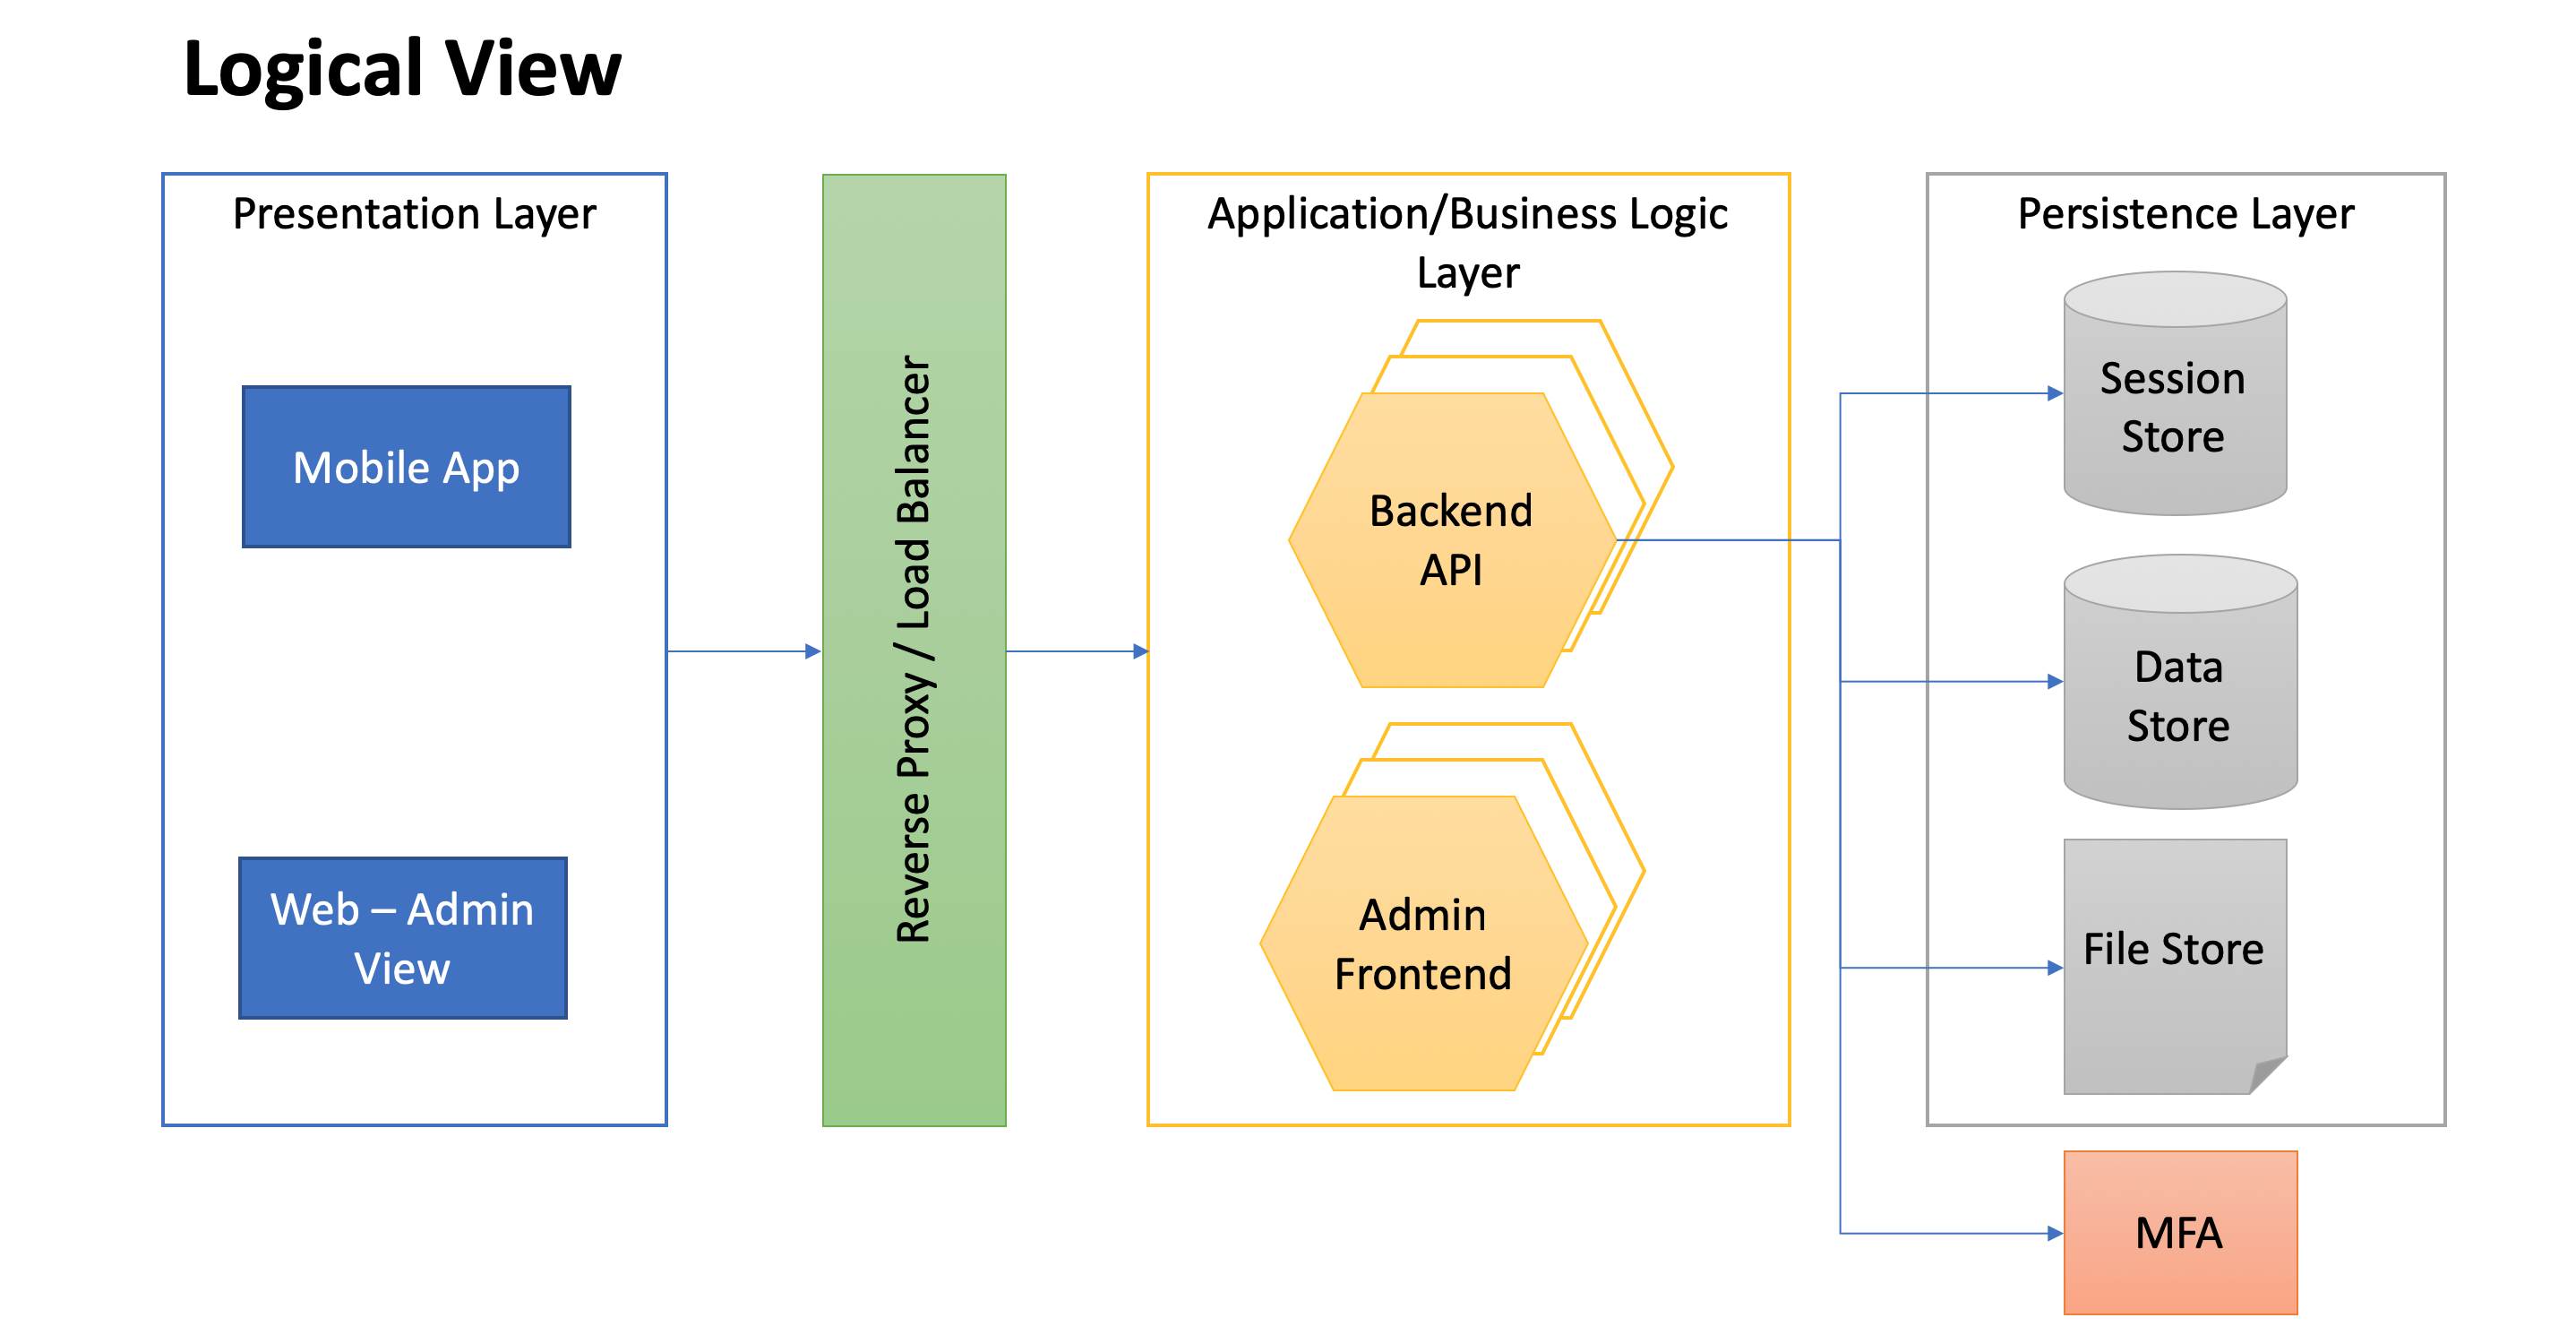 Logical View
Presentation Layer
Mobile App
Web – Admin
View
Reverse Proxy / Load Balancer
Application/Business Logic
Layer
Backend
API
Admin
Frontend
Persistence Layer
Session
Store
Data
Store
File Store
MFA